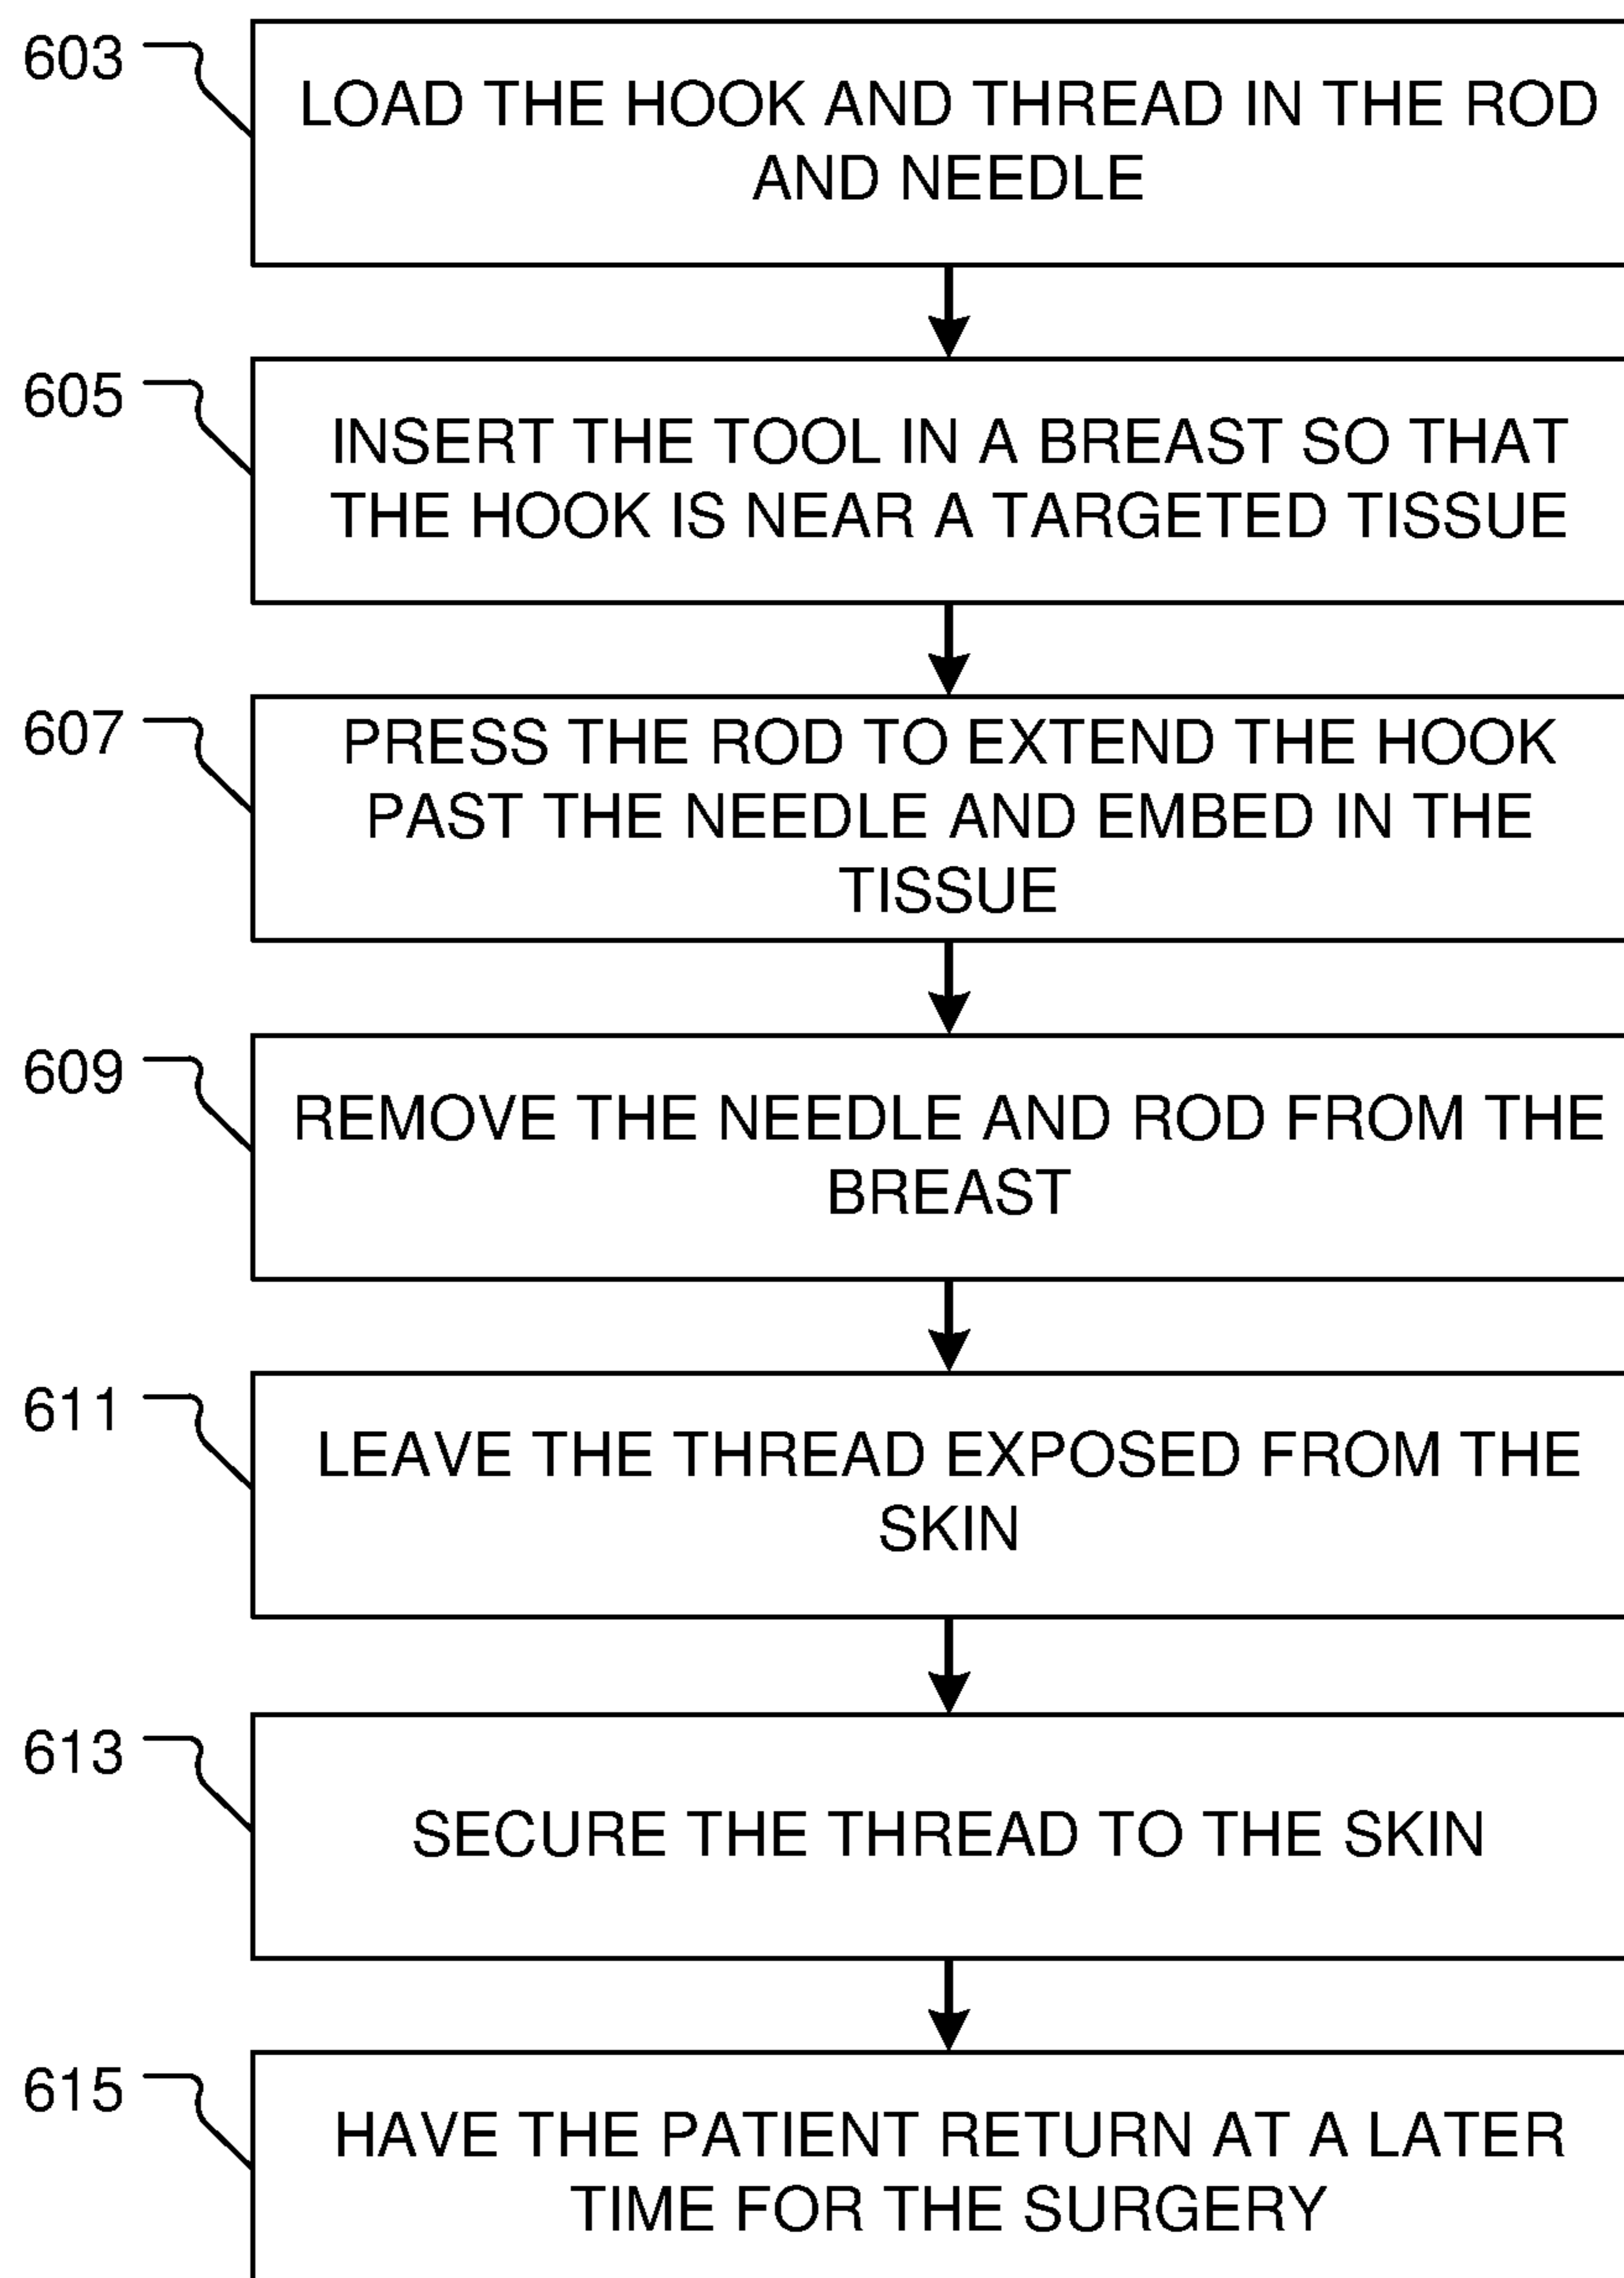 603
LOAD THE HOOK AND THREAD IN THE ROD
AND NEEDLE
605
INSERT THE TOOL IN A BREAST SO THAT
THE HOOK IS NEAR A TARGETED TISSUE
607
PRESS THE ROD TO EXTEND THE HOOK
PAST THE NEEDLE AND EMBED IN THE
TISSUE
609
REMOVE THE NEEDLE AND ROD FROM THE
BREAST
611
LEAVE THE THREAD EXPOSED FROM THE
SKIN
613
SECURE THE THREAD TO THE SKIN
615
HAVE THE PATIENT RETURN AT A LATER
TIME FOR THE SURGERY